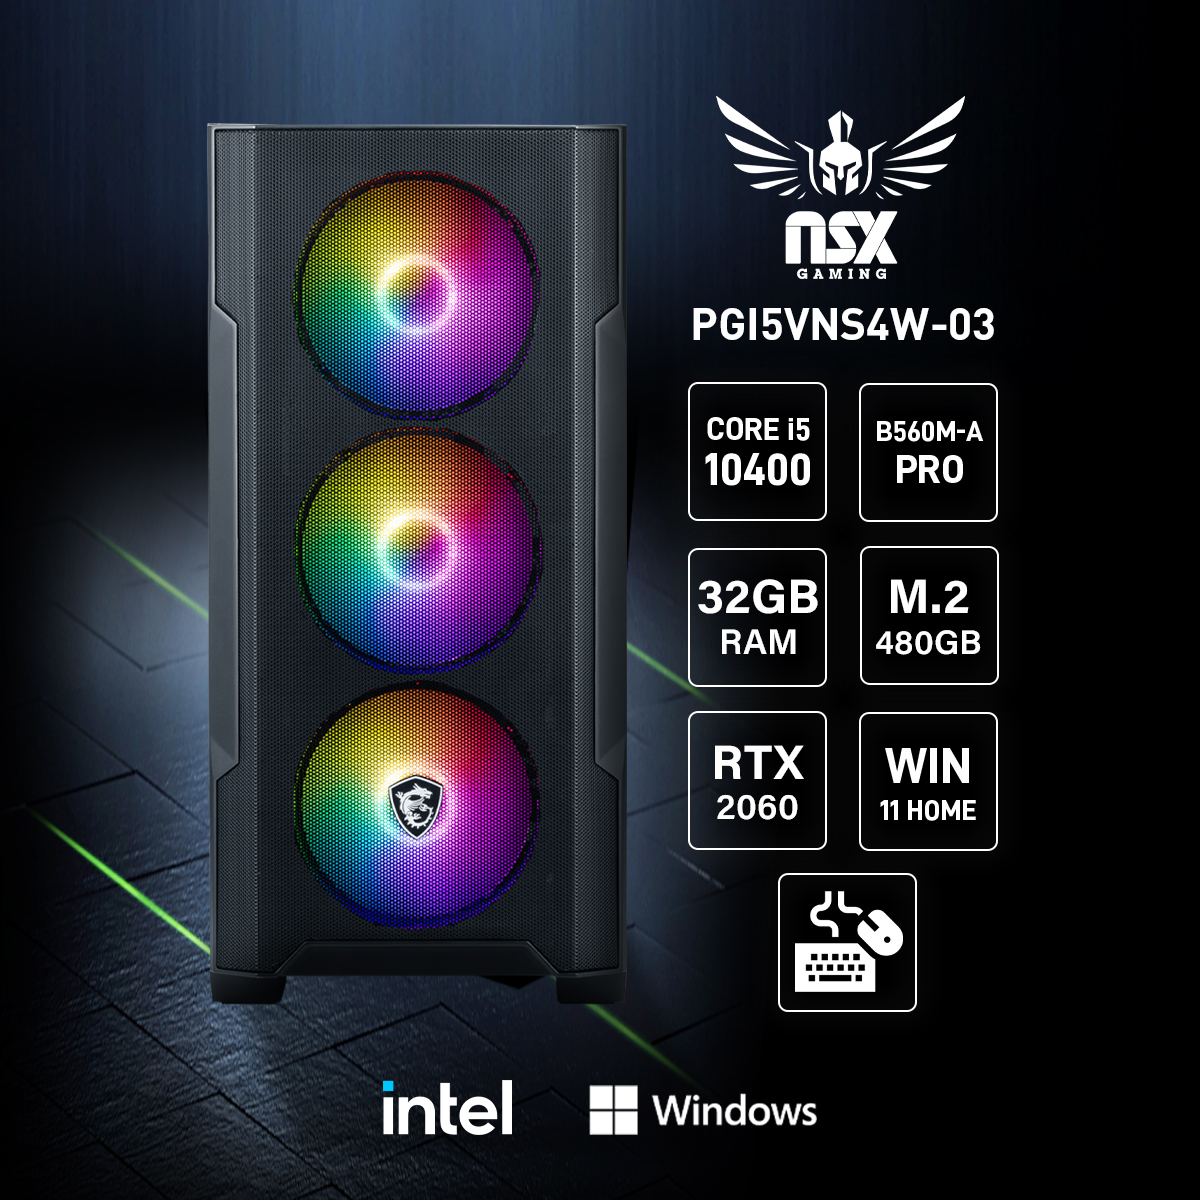 NSX
GAMING
PGI5VNS4W-03
CORE i5
10400
B560M-A
PRO
32GB
RAM
M.2
480GB
RTX
2060
WIN
11 HOME
intel
Windows